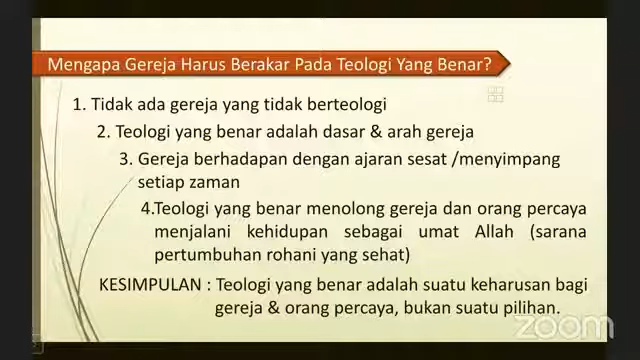 Mengapa Gereja Harus Berakar Pada Teologi Yang Benar?
1. Tidak ada gereja yang tidak berteologi
2. Teologi yang benar adalah dasar & arah gereja
3. Gereja berhadapan dengan ajaran sesat /menyimpang
setiap zaman
4.Teologi yang benar menolong gereja dan orang percaya
menjalani kehidupan sebagai umat Allah (sarana
pertumbuhan rohani yang sehat)
KESIMPULAN : Teologi yang benar adalah suatu keharusan bagi
gereja & orang percaya, bukan suatu pilihan.
zoom